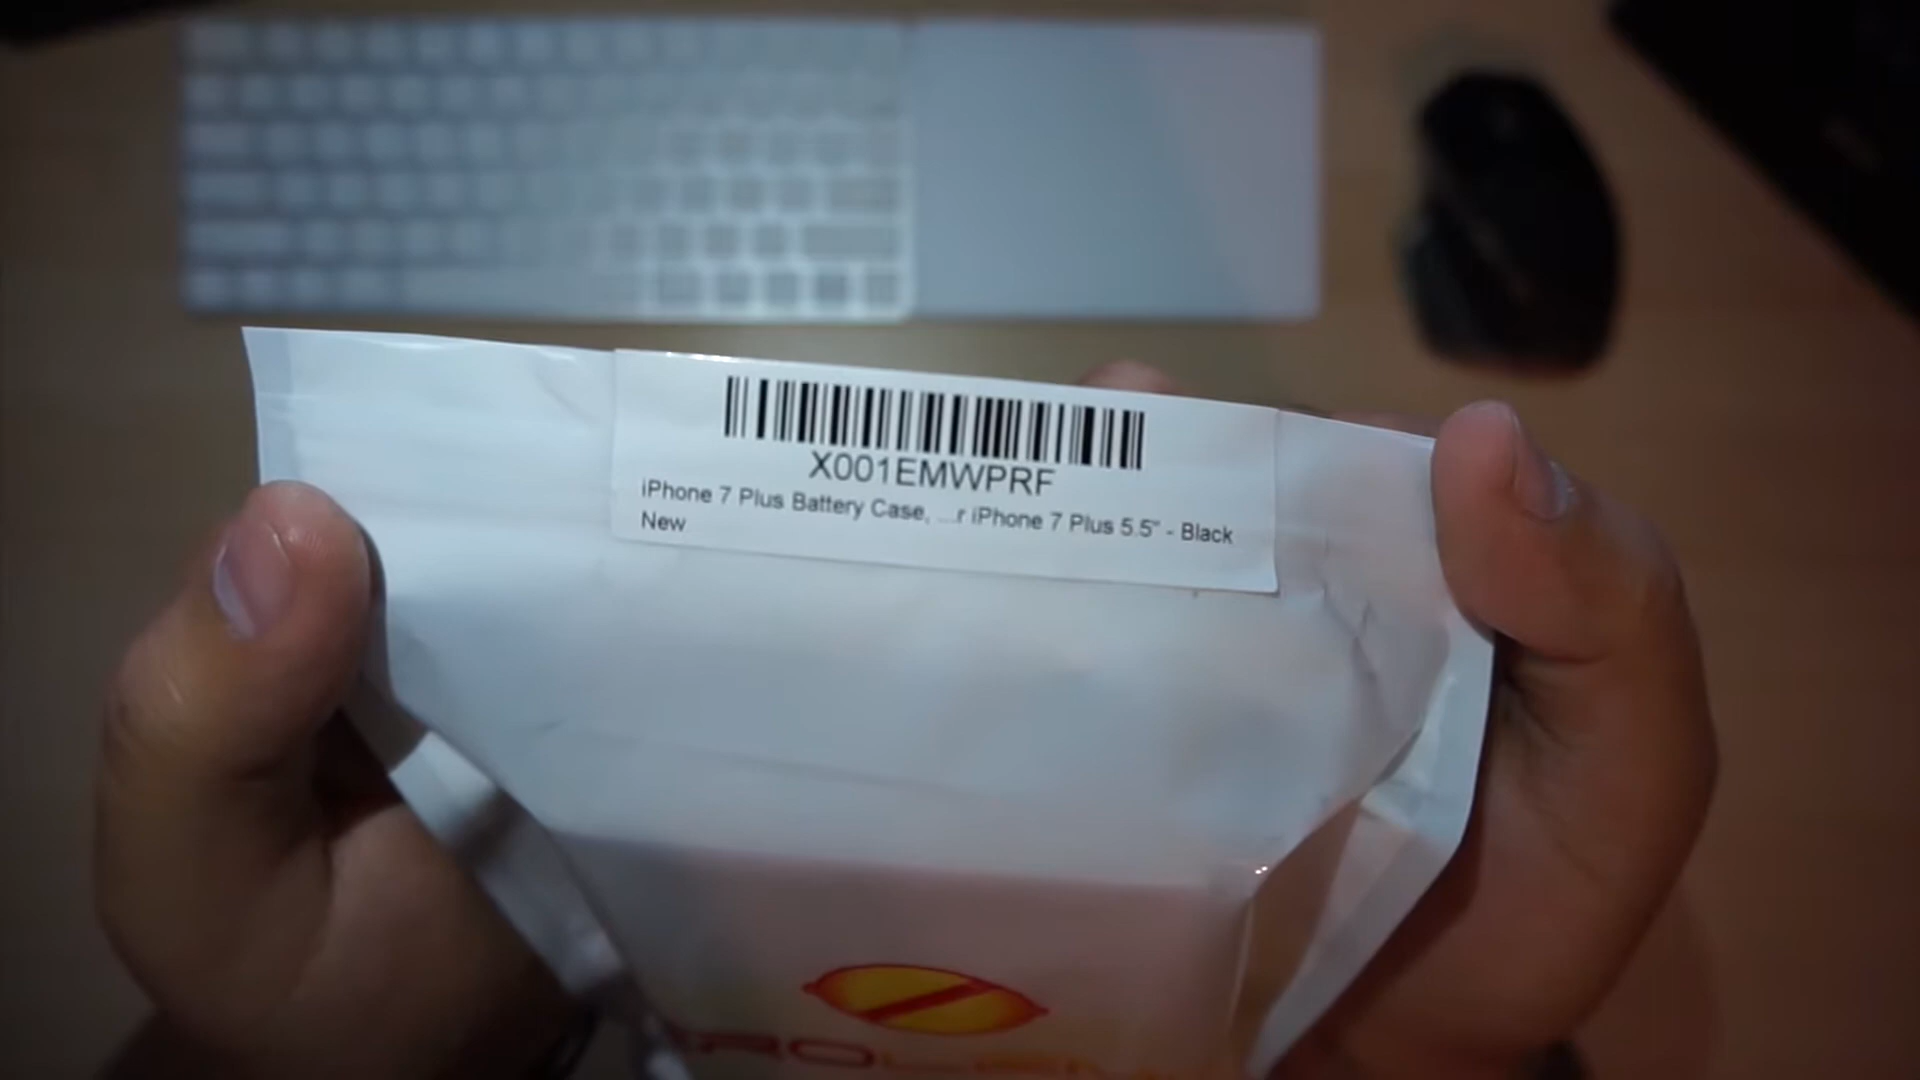 X001EMWPRF
iPhone 7 Plus Battery Case, ...r iPhone 7 Plus 5.5" - Black
New